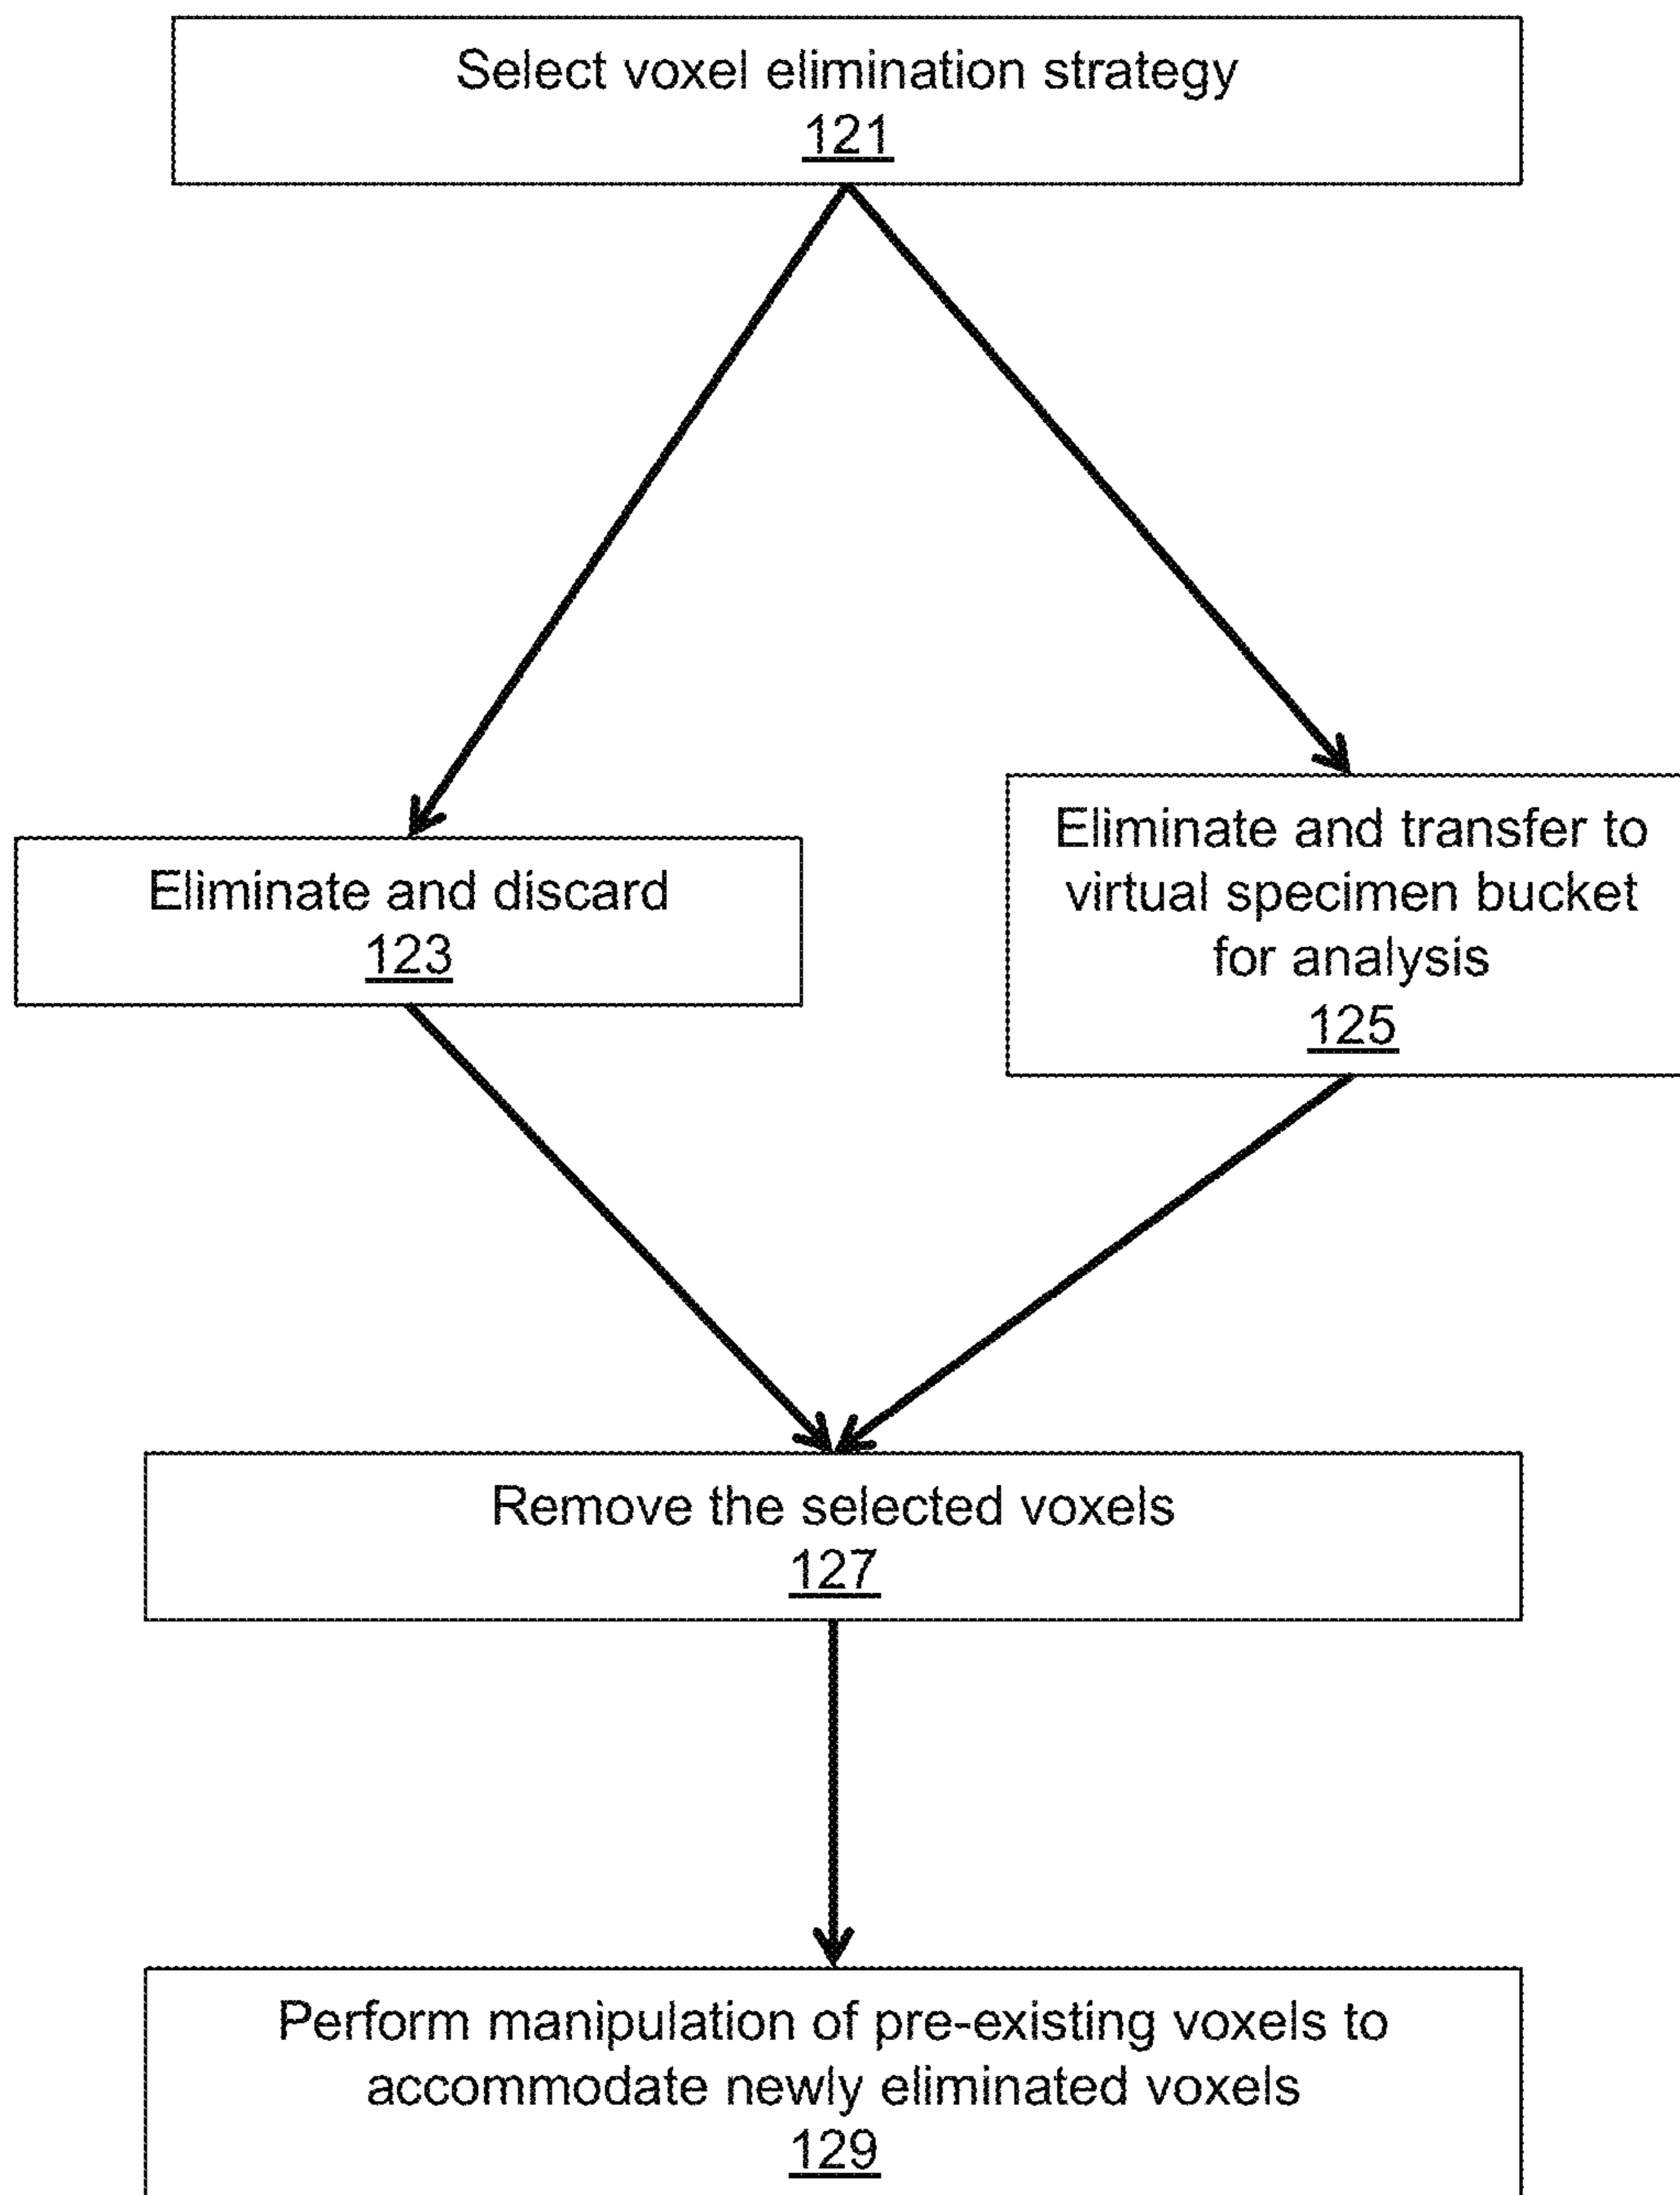 Select voxel elimination strategy
121
Eliminate and discard
123
Eliminate and transfer to
virtual specimen bucket
for analysis
125
Remove the selected voxels
127
Perform manipulation of pre-existing voxels to
accommodate newly eliminated voxels
129